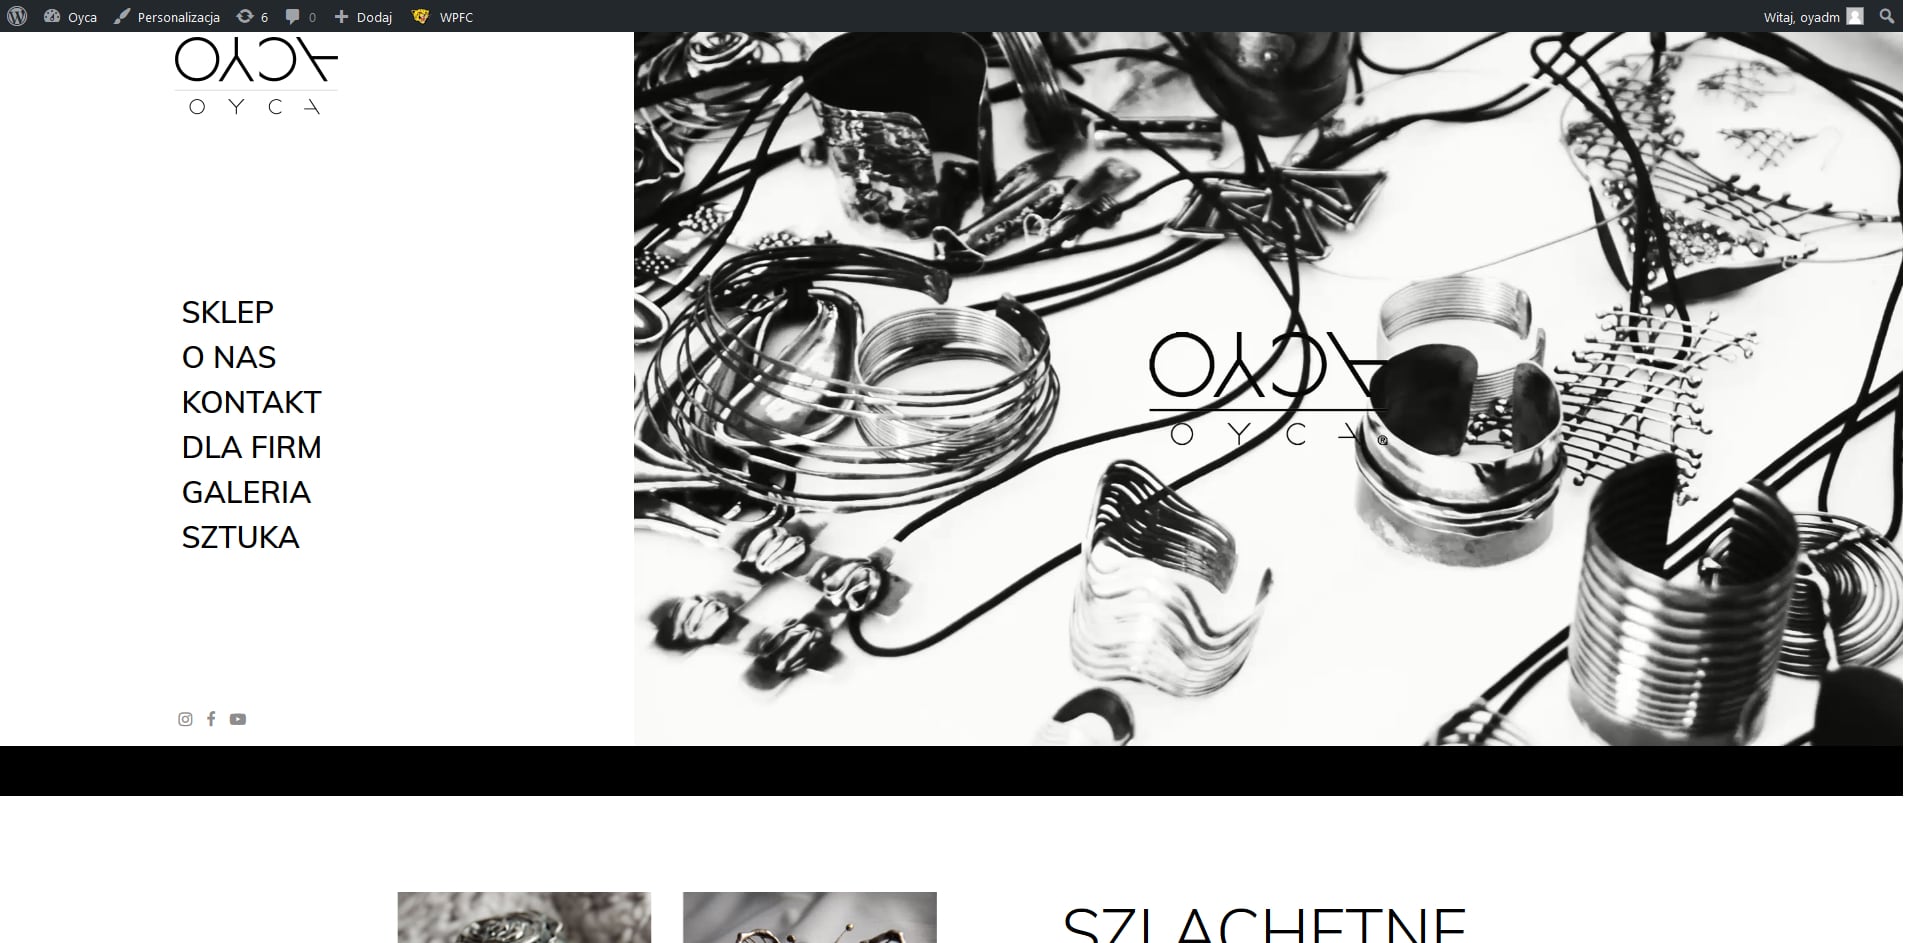 Oyca Personalizacja 6 0 Dodaj WPFC Witaj, oyadm
OYCA
SKLEP
O NAS
KONTAKT
DLA FIRM
GALERIA
SZTUKA
OYCA ®
SZLACHETNE